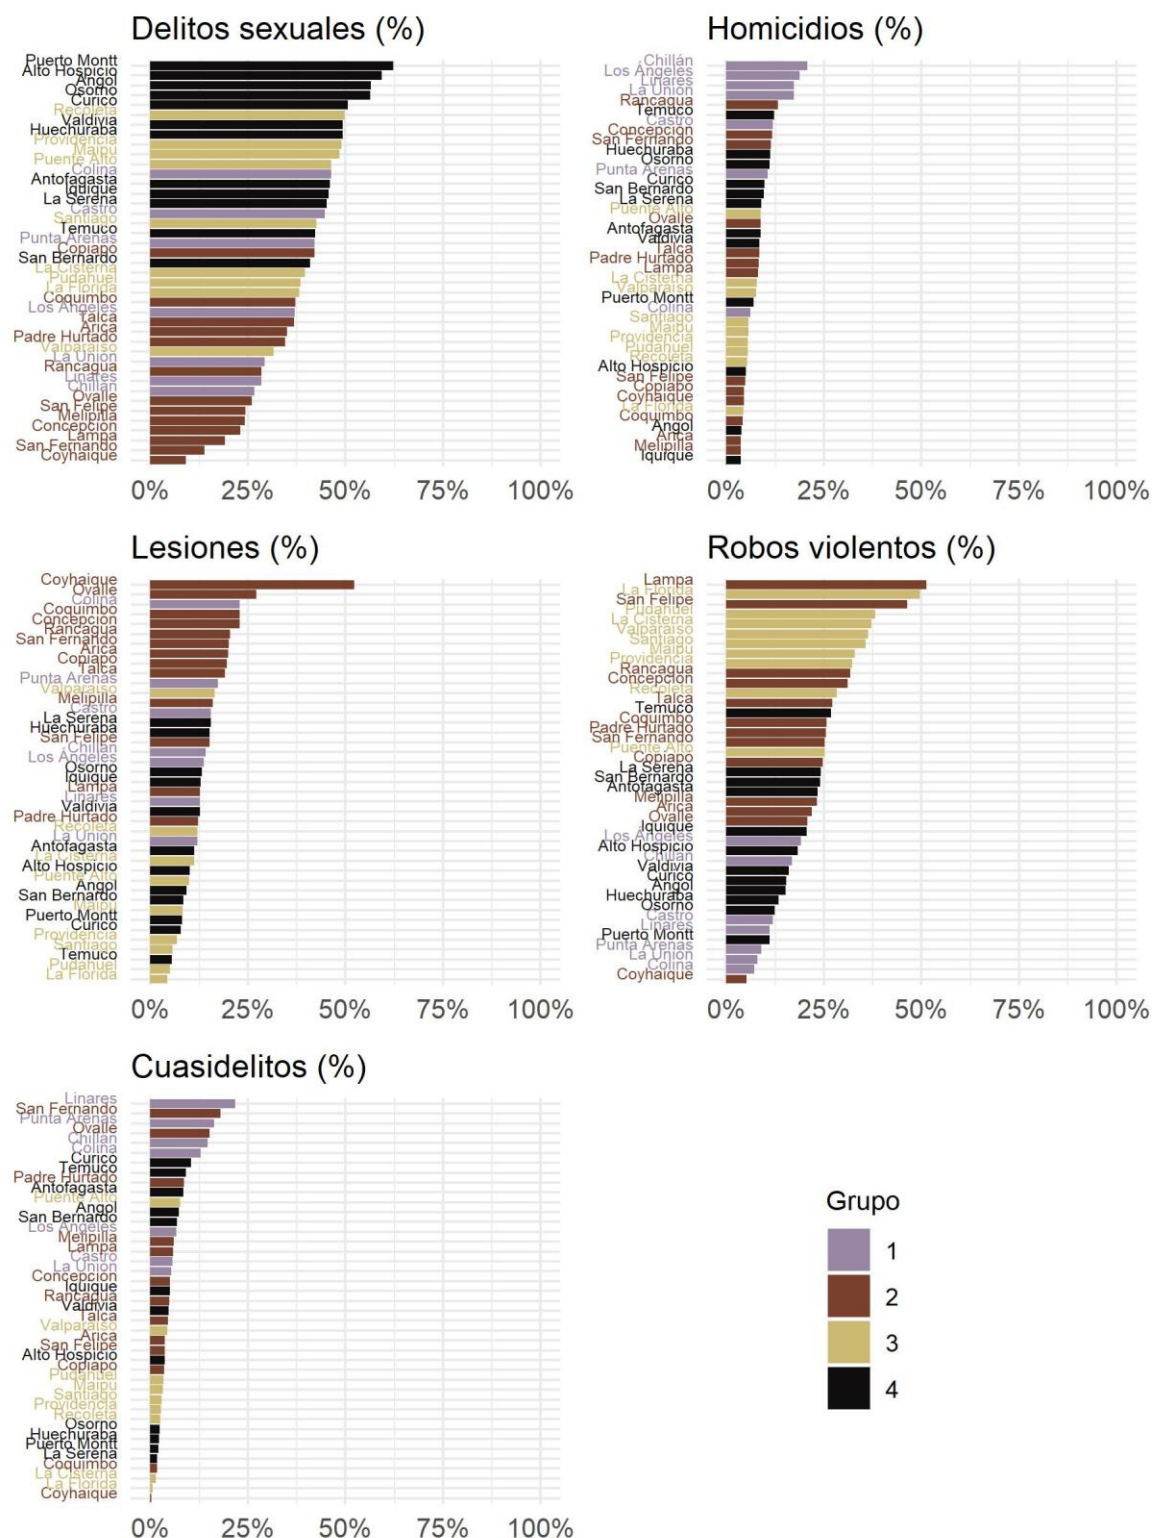 Delitos sexuales (%)
Puerto Montt
Alto Hospicio
Angol
Osorno
Curico
Recoleta
Valdivia
Huechuraba
Providencia
Maipu
Puente Alto
Colina
Antofagasta
Iquique
La Serena
Castro
Santiago
Temuco
Punta Arenas
Copiapo
San Bernardo
La Cisterna
Pudahuel
La Florida
Coquimbo
Los Ángeles
Talca
Arica
Padre Hurtado
Valparaíso
La Union
Rancagua
Linares
Chillán
Ovalle
San Felipe
Melipilla
Concepcion
Lampa
San Fernando
Coyhaique
0% 25% 50% 75% 100%
Homicidios (%)
Chillán
Los Ángeles
Linares
La Union
Rancagua
Temuco
Castro
Concepcion
San Fernando
Huechuraba
Osorno
Punta Arenas
Curico
San Bernardo
La Serena
Puente Alto
Ovalle
Antofagasta
Valdivia
Talca
Padre Hurtado
Lampa
La Cisterna
Valparaíso
Puerto Montt
Colina
Santiago
Maipu
Providencia
Pudahuel
Recoleta
Alto Hospicio
San Felipe
Copiapo
Coyhaique
La Florida
Coquimbo
Angol
Arica
Melipilla
Iquique
0% 25% 50% 75% 100%
Lesiones (%)
Coyhaique
Ovalle
Colina
Coquimbo
Concepcion
Rancagua
San Fernando
Arica
Copiapo
Talca
Punta Arenas
Valparaíso
Melipilla
Castro
La Serena
Huechuraba
San Felipe
Chillán
Los Ángeles
Osorno
Iquique
Lampa
Linares
Valdivia
Padre Hurtado
Recoleta
La Union
Antofagasta
La Cisterna
Alto Hospicio
Puente Alto
Angol
San Bernardo
Maipu
Puerto Montt
Curico
Providencia
Santiago
Temuco
Pudahuel
La Florida
0% 25% 50% 75% 100%
Robos violentos (%)
Lampa
La Florida
San Felipe
Pudahuel
La Cisterna
Valparaíso
Santiago
Maipu
Providencia
Rancagua
Concepcion
Recoleta
Talca
Temuco
Coquimbo
Padre Hurtado
San Fernando
Puente Alto
Copiapo
La Serena
San Bernardo
Antofagasta
Melipilla
Arica
Ovalle
Iquique
Los Ángeles
Alto Hospicio
Chillán
Valdivia
Curico
Angol
Huechuraba
Osorno
Castro
Linares
Puerto Montt
Punta Arenas
La Union
Colina
Coyhaique
0% 25% 50% 75% 100%
Cuasidelitos (%)
Linares
San Fernando
Punta Arenas
Ovalle
Chillán
Colina
Curico
Temuco
Padre Hurtado
Antofagasta
Puente Alto
Angol
San Bernardo
Los Ángeles
Melipilla
Lampa
Castro
La Union
Concepcion
Iquique
Rancagua
Valdivia
Talca
Valparaíso
Arica
San Felipe
Alto Hospicio
Copiapo
Pudahuel
Maipu
Santiago
Providencia
Recoleta
Osorno
Huechuraba
Puerto Montt
La Serena
Coquimbo
La Cisterna
La Florida
Coyhaique
0% 25% 50% 75% 100%
Grupo
1
2
3
4